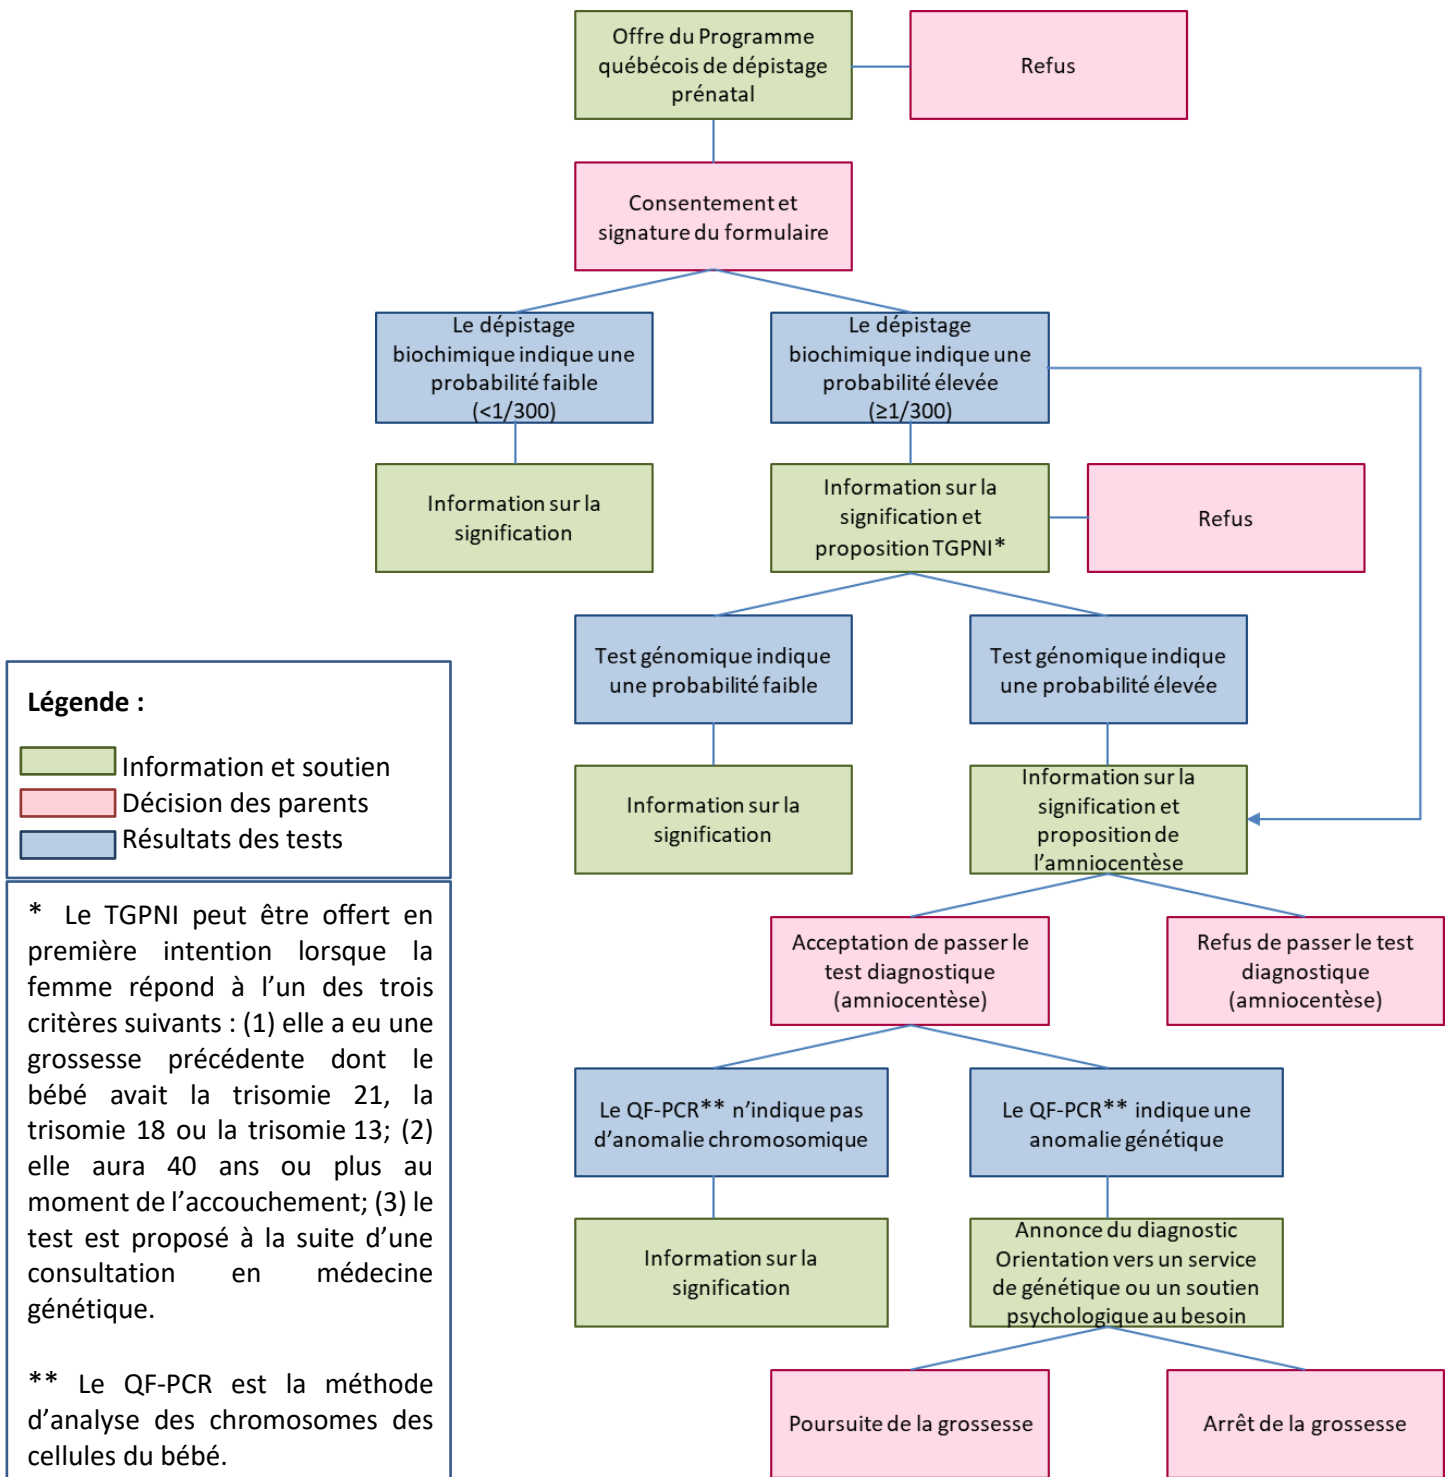 Offre du Programme
québécois de dépistage
prénatal
Refus
Consentement et
signature du formulaire
Le dépistage
biochimique indique une
probabilité faible
(<1/300)
Le dépistage
biochimique indique une
probabilité élevée
(≥1/300)
Information sur la
signification
Information sur la
signification et
proposition TGPNI*
Refus
Test génomique indique
une probabilité faible
Test génomique indique
une probabilité élevée
Information sur la
signification
Information sur la
signification et
proposition de
l’amniocentèse
Acceptation de passer le
test diagnostique
(amniocentèse)
Refus de passer le test
diagnostique
(amniocentèse)
Le QF-PCR** n’indique pas
d’anomalie chromosomique
Le QF-PCR** indique une
anomalie génétique
Information sur la
signification
Annonce du diagnostic
Orientation vers un service
de génétique ou un soutien
psychologique au besoin
Poursuite de la grossesse
Arrêt de la grossesse
Légende :
Information et soutien
Décision des parents
Résultats des tests
* Le TGPNI peut être offert en
première intention lorsque la
femme répond à l’un des trois
critères suivants : (1) elle a eu une
grossesse précédente dont le
bébé avait la trisomie 21, la
trisomie 18 ou la trisomie 13; (2)
elle aura 40 ans ou plus au
moment de l’accouchement; (3) le
test est proposé à la suite d’une
consultation en médecine
génétique.
** Le QF-PCR est la méthode
d’analyse des chromosomes des
cellules du bébé.